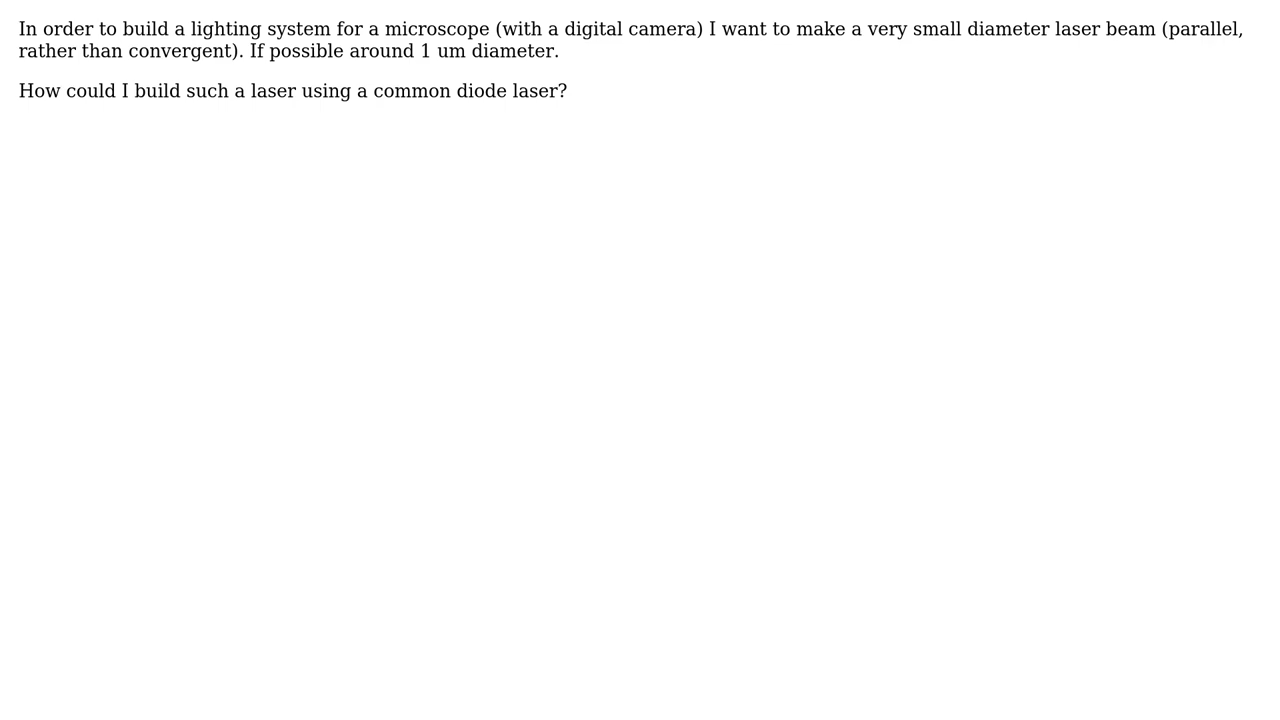 In order to build a lighting system for a microscope (with a digital camera) I want to make a very small diameter laser beam (parallel,
rather than convergent). If possible around 1 um diameter.
How could I build such a laser using a common diode laser?